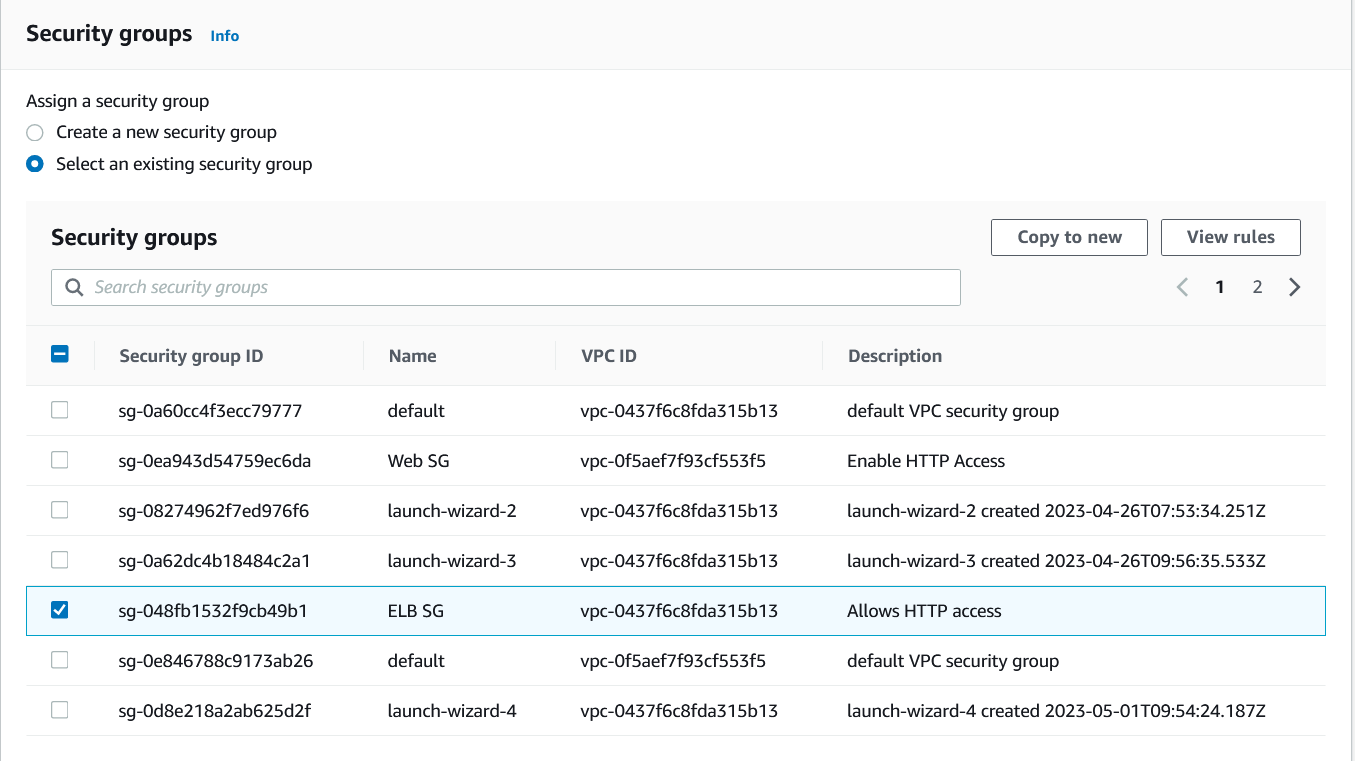 Security groups Info
Assign a security group
Create a new security group
Select an existing security group
Security groups
Copy to new
View rules
Search security groups
1 2
Security group ID Name VPC ID Description
sg-0a60cc4f3ecc79777 default vpc-0437f6c8fda315b13 default VPC security group
sg-0ea943d54759ec6da Web SG vpc-0f5aef7f93cf553f5 Enable HTTP Access
sg-08274962f7ed976f6 launch-wizard-2 vpc-0437f6c8fda315b13 launch-wizard-2 created 2023-04-26T07:53:34.251Z
sg-0a62dc4b18484c2a1 launch-wizard-3 vpc-0437f6c8fda315b13 launch-wizard-3 created 2023-04-26T09:56:35.533Z
sg-048fb1532f9cb49b1 ELB SG vpc-0437f6c8fda315b13 Allows HTTP access
sg-0e846788c9173ab26 default vpc-0f5aef7f93cf553f5 default VPC security group
sg-0d8e218a2ab625d2f launch-wizard-4 vpc-0437f6c8fda315b13 launch-wizard-4 created 2023-05-01T09:54:24.187Z